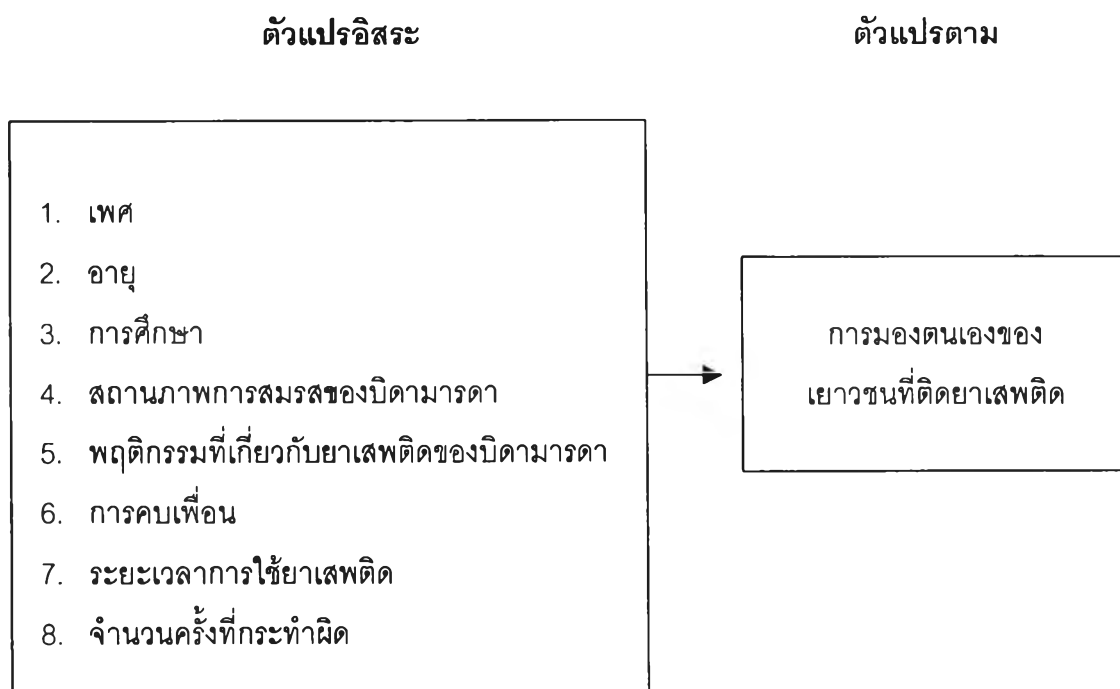 ตัวแปรอิสระ
ตัวแปรตาม
1. เพศ
2. อายุ
3. การศึกษา
4. สถานภาพการสมรสของบิดามารดา
5. พฤติกรรมที่เกี่ยวกับยาเสพติดของบิดามารดา
6. การคบเพื่อน
7. ระยะเวลาการใช้ยาเสพติด
8. จำนวนครั้งที่กระทำผิด
การมองตนเองของ
เยาวชนที่ติดยาเสพติด